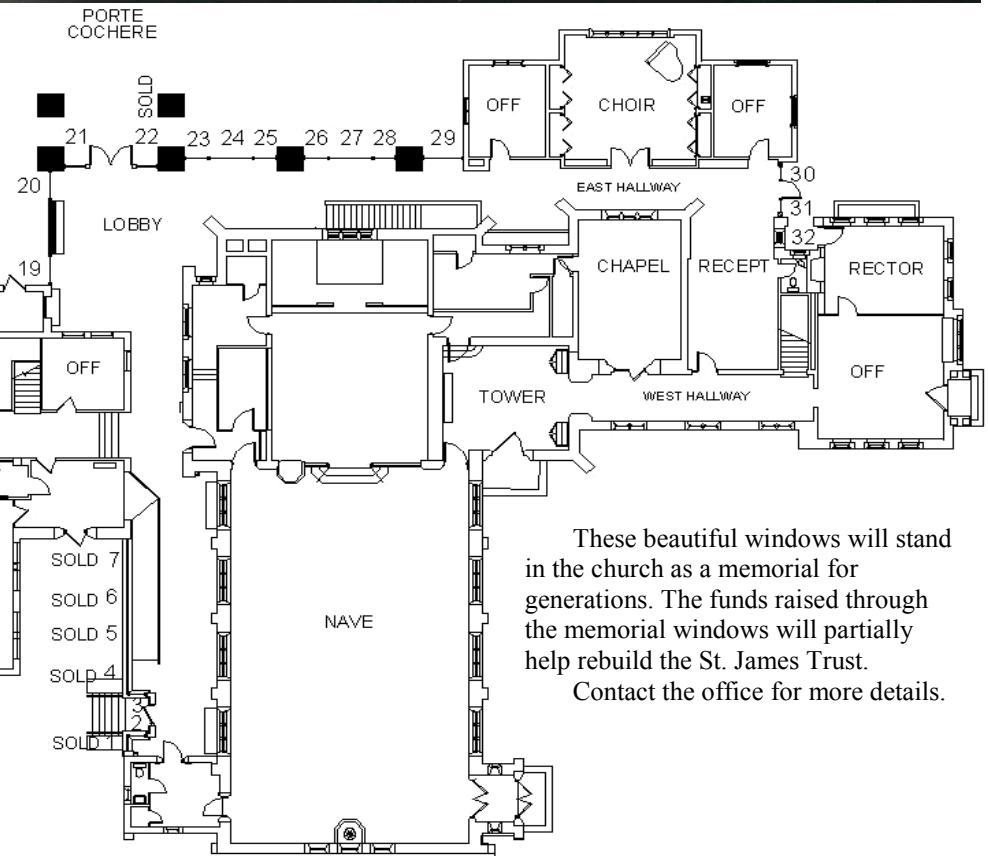 PORTE
COCHERE
SOLD
21 22 23 24 25 26 27 28 29
OFF CHOIR OFF
20
EAST HALLWAY
30
31
32
LOBBY
19
CHAPEL RECEPT RECTOR
OFF
TOWER WEST HALLWAY OFF
SOLD 7
SOLD 6
SOLD 5
SOLD 4
3
2
SOLD 1
NAVE
These beautiful windows will stand
in the church as a memorial for
generations. The funds raised through
the memorial windows will partially
help rebuild the St. James Trust.
Contact the office for more details.